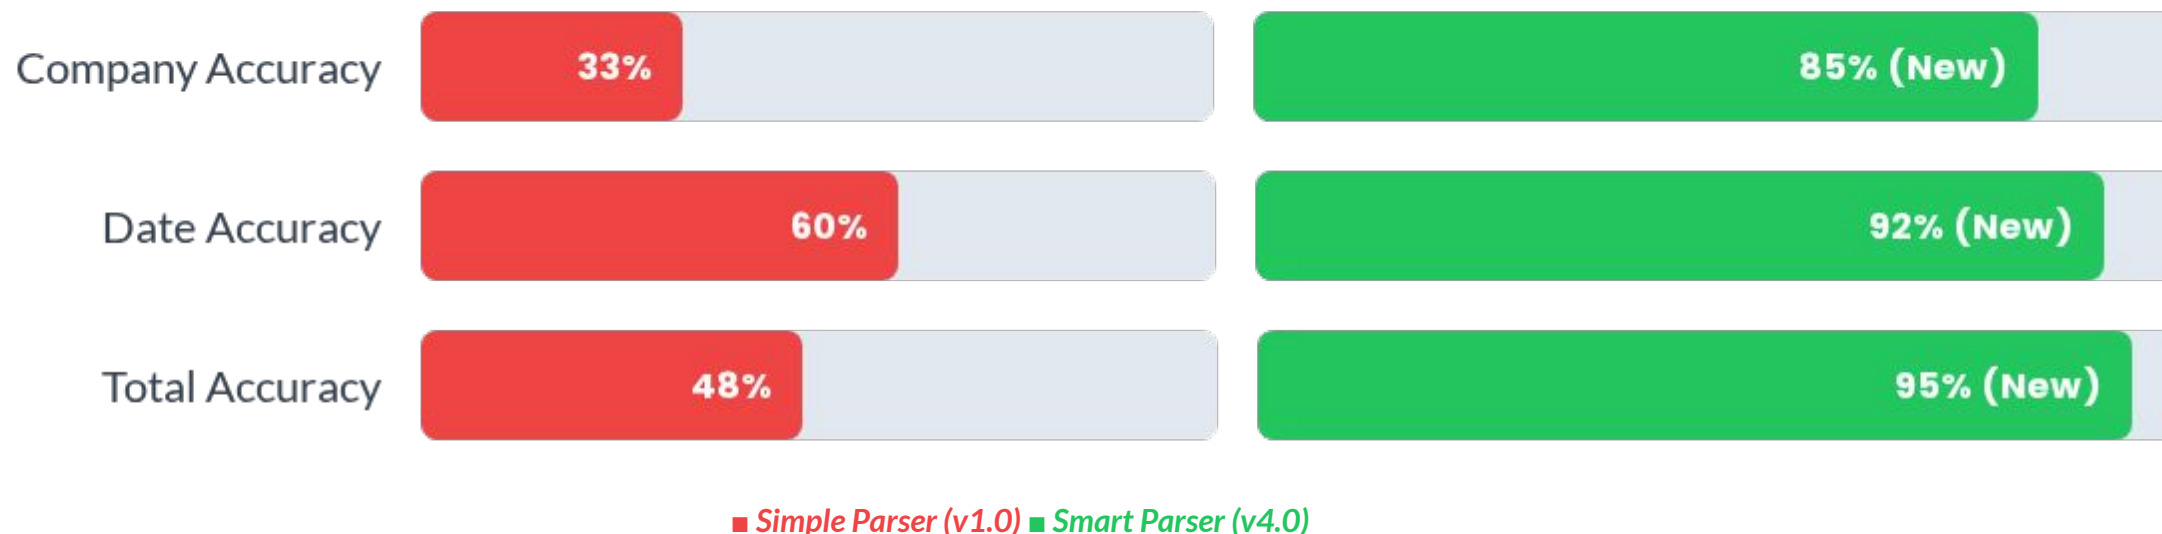 Company Accuracy 33% 85% (New)
Date Accuracy 60% 92% (New)
Total Accuracy 48% 95% (New)
■ Simple Parser (v1.0) ■ Smart Parser (v4.0)